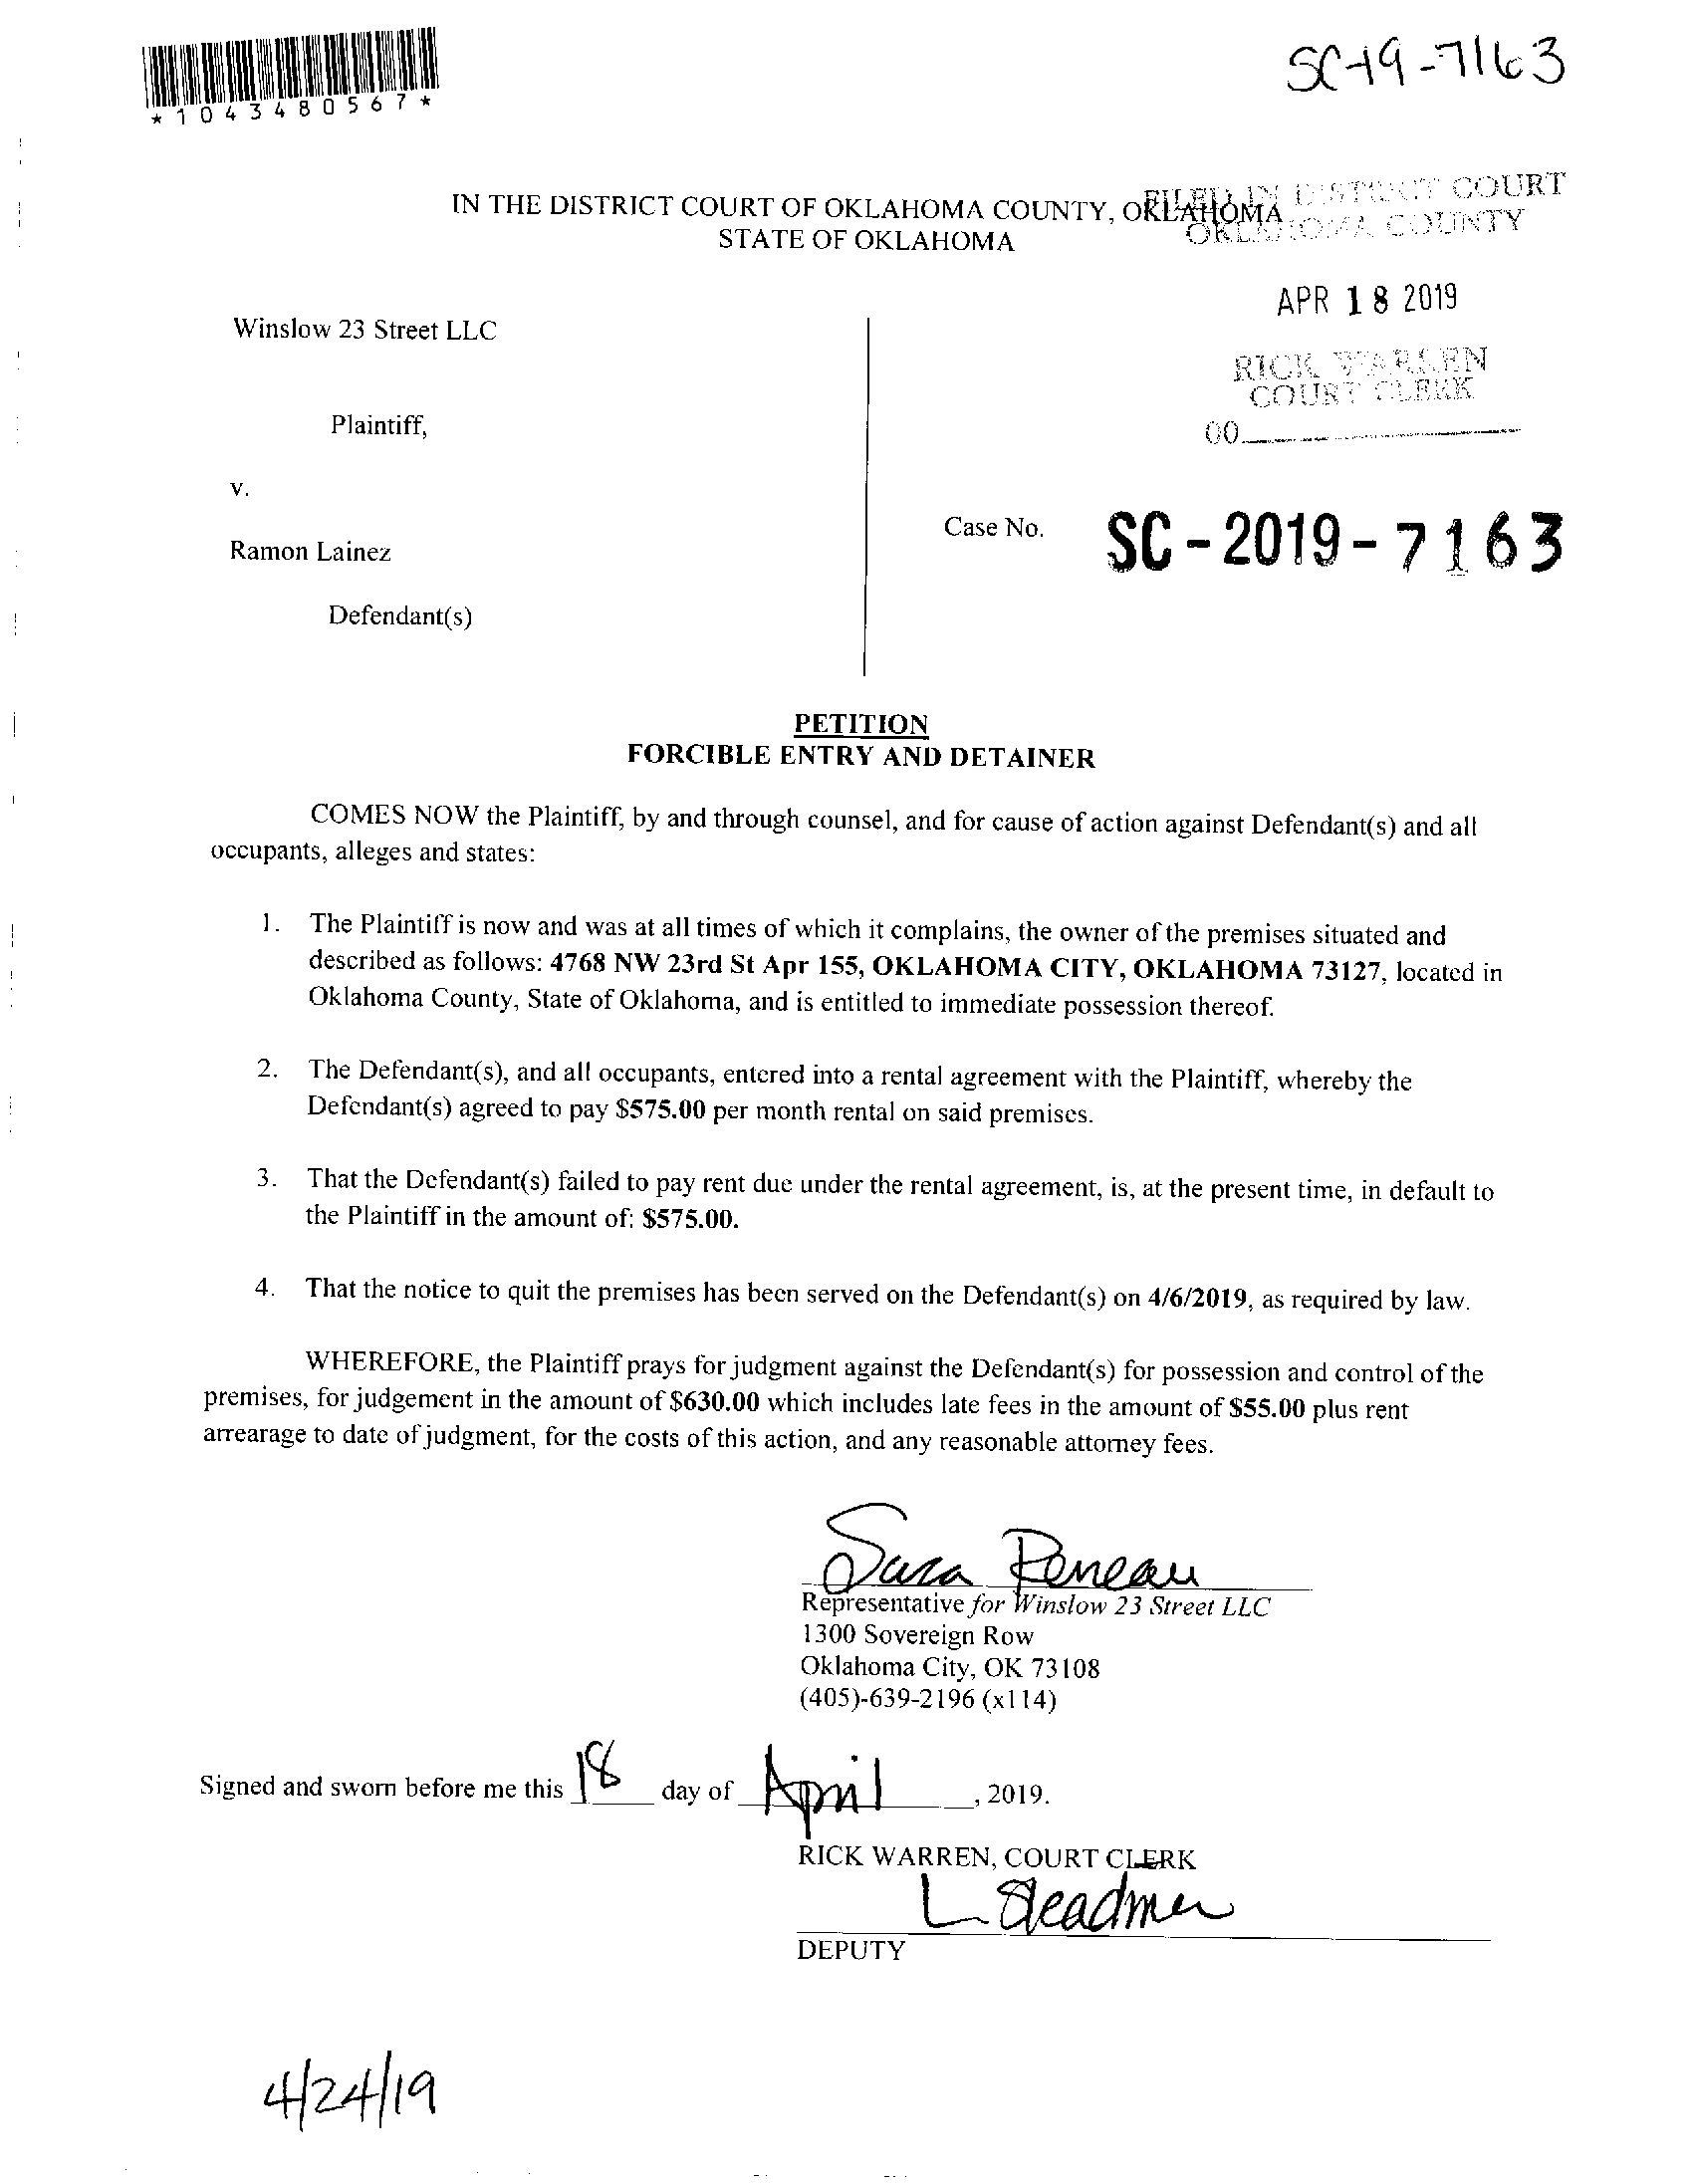 SC-19-7163
*1043480567*
IN THE DISTRICT COURT OF OKLAHOMA COUNTY, OKLAHOMA
STATE OF OKLAHOMA
FILED IN DISTRICT COURT
OKLAHOMA COUNTY
APR 18 2019
RICK WARREN
COURT CLERK
00
Winslow 23 Street LLC
Plaintiff,
v.
Case No. SC-2019-7163
Ramon Lainez
Defendant(s)
PETITION
FORCIBLE ENTRY AND DETAINER
COMES NOW the Plaintiff, by and through counsel, and for cause of action against Defendant(s) and all
occupants, alleges and states:
1. The Plaintiff is now and was at all times of which it complains, the owner of the premises situated and
described as follows: 4768 NW 23rd St Apr 155, OKLAHOMA CITY, OKLAHOMA 73127, located in
Oklahoma County, State of Oklahoma, and is entitled to immediate possession thereof.
2. The Defendant(s), and all occupants, entered into a rental agreement with the Plaintiff, whereby the
Defendant(s) agreed to pay $575.00 per month rental on said premises.
3. That the Defendant(s) failed to pay rent due under the rental agreement, is, at the present time, in default to
the Plaintiff in the amount of: $575.00.
4. That the notice to quit the premises has been served on the Defendant(s) on 4/6/2019, as required by law.
WHEREFORE, the Plaintiff prays for judgment against the Defendant(s) for possession and control of the
premises, for judgement in the amount of $630.00 which includes late fees in the amount of $55.00 plus rent
arrearage to date of judgment, for the costs of this action, and any reasonable attorney fees.
Sara Reneau
Representative for Winslow 23 Street LLC
1300 Sovereign Row
Oklahoma City, OK 73108
(405)-639-2196 (x114)
Signed and sworn before me this 18 day of April, 2019.
RICK WARREN, COURT CLERK
L Steadman
DEPUTY
4/24/19